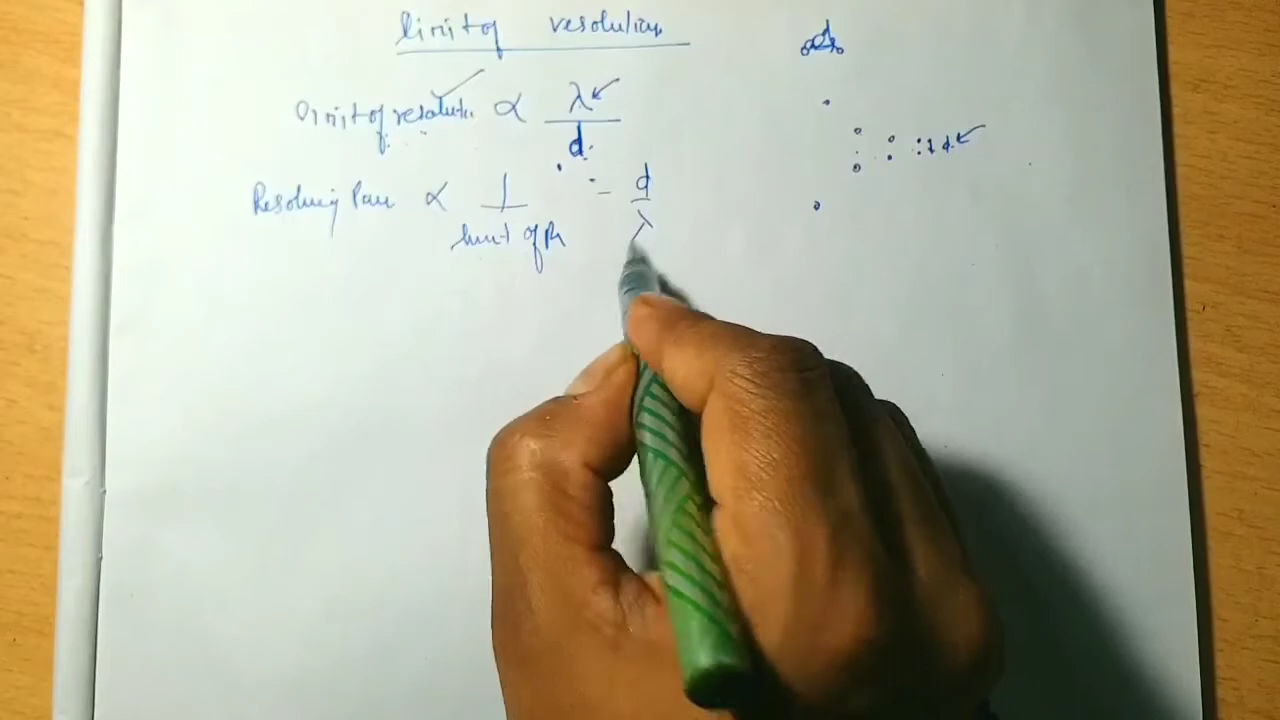 limit of resolution
limit of resolution ∝ λ/d
Resolving Power ∝ 1/limit of R = d/λ
d